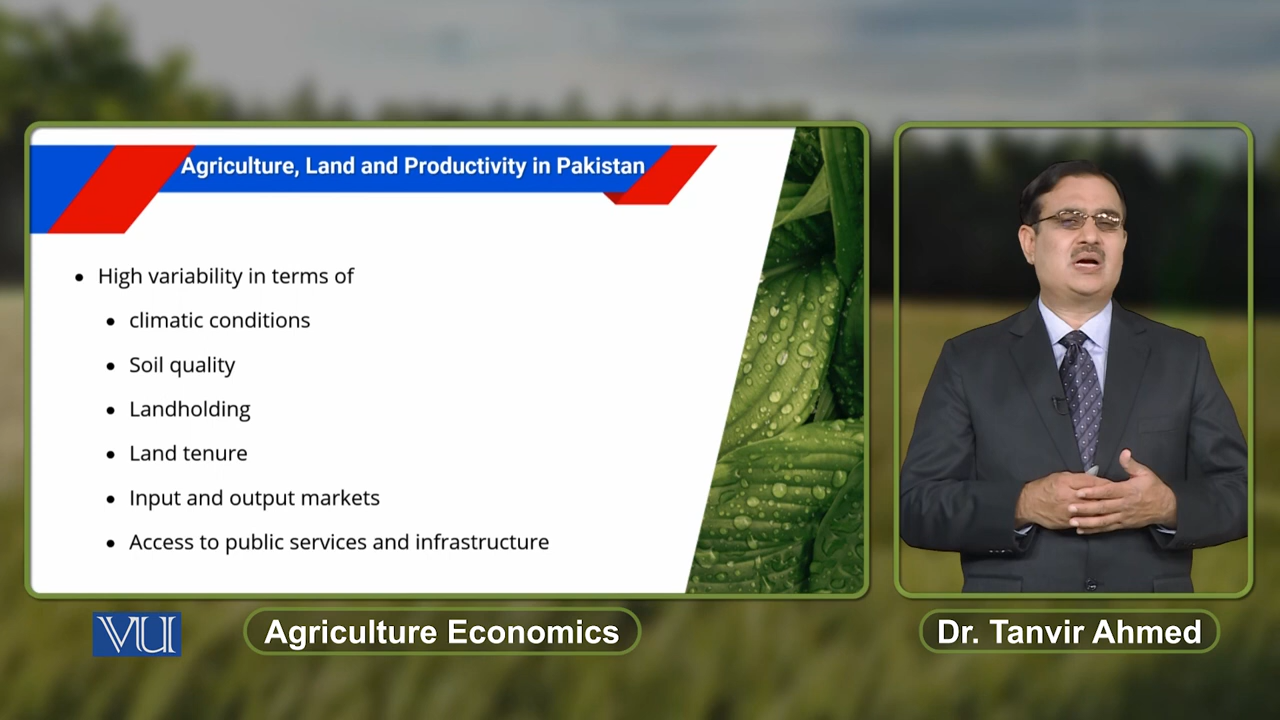 Agriculture, Land and Productivity in Pakistan
• High variability in terms of
• climatic conditions
• Soil quality
• Landholding
• Land tenure
• Input and output markets
• Access to public services and infrastructure
VU
Agriculture Economics
Dr. Tanvir Ahmed